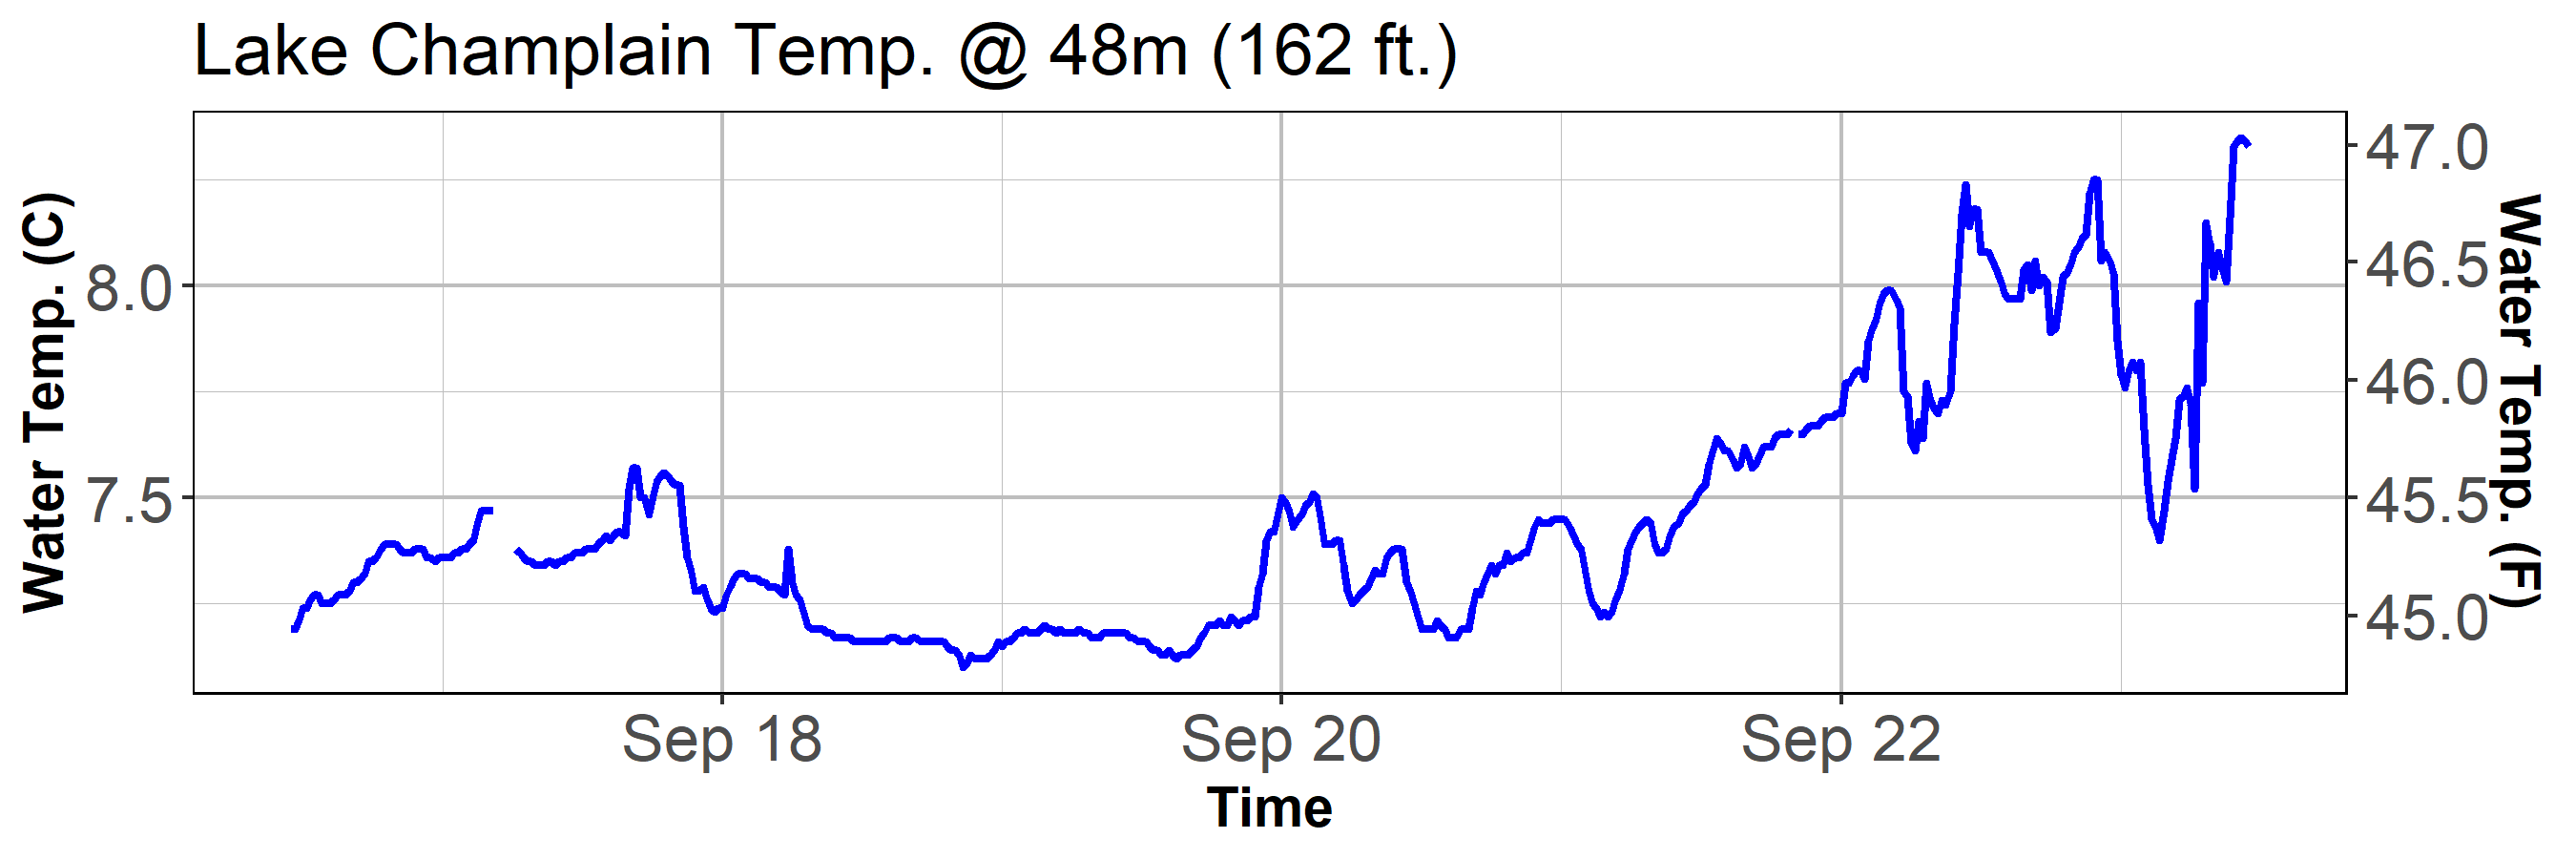 Lake Champlain Temp. @ 48m (162 ft.)
Water Temp. (C)
8.0
7.5
47.0
46.5
46.0
45.5
45.0
Water Temp. (F)
Sep 18 Sep 20 Sep 22
Time